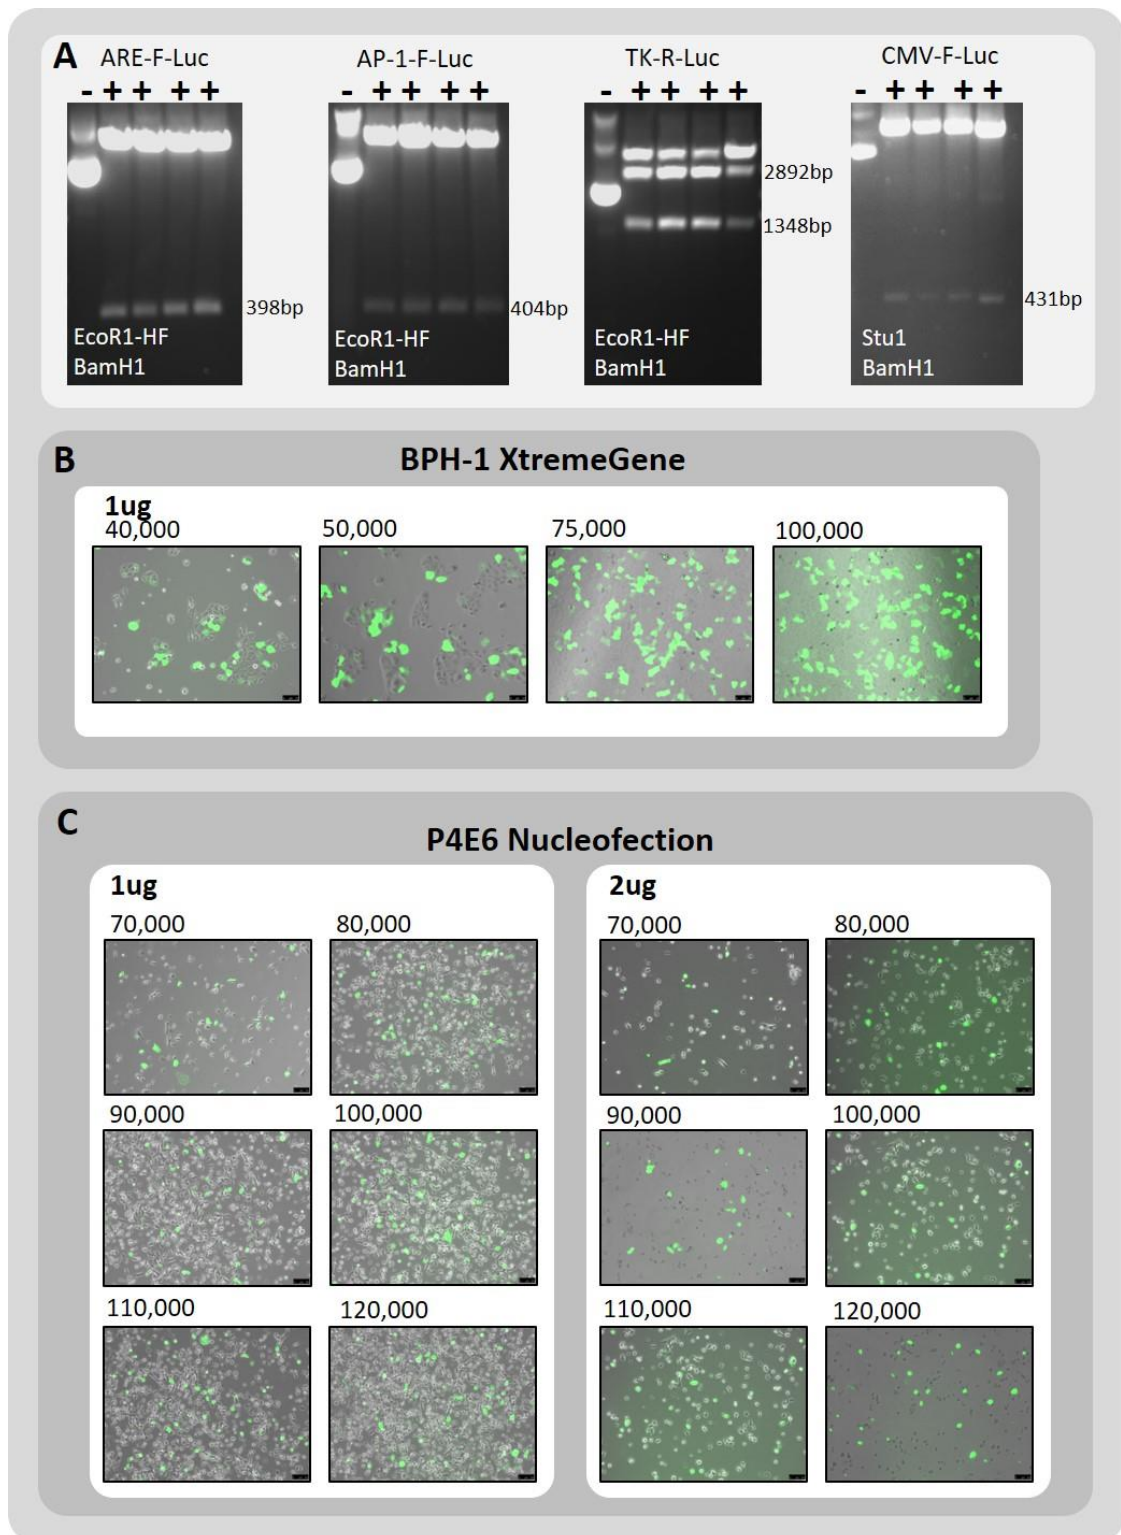 A
ARE-F-Luc
AP-1-F-Luc
TK-R-Luc
CMV-F-Luc
- + + + +
- + + + +
- + + + +
- + + + +
2892bp
1348bp
398bp
404bp
431bp
EcoR1-HF
BamH1
EcoR1-HF
BamH1
EcoR1-HF
BamH1
Stu1
BamH1
B
BPH-1 XtremeGene
1ug
40,000
50,000
75,000
100,000
C
P4E6 Nucleofection
1ug
70,000
80,000
90,000
100,000
110,000
120,000
2ug
70,000
80,000
90,000
100,000
110,000
120,000